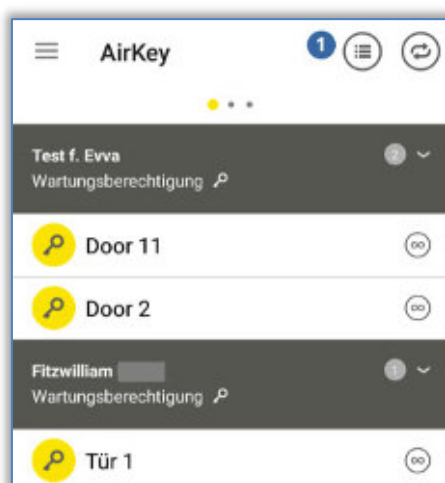 AirKey
1
Test f. Evva
2
Wartungsberechtigung
Door 11
Door 2
Fitzwilliam
1
Wartungsberechtigung
Tür 1